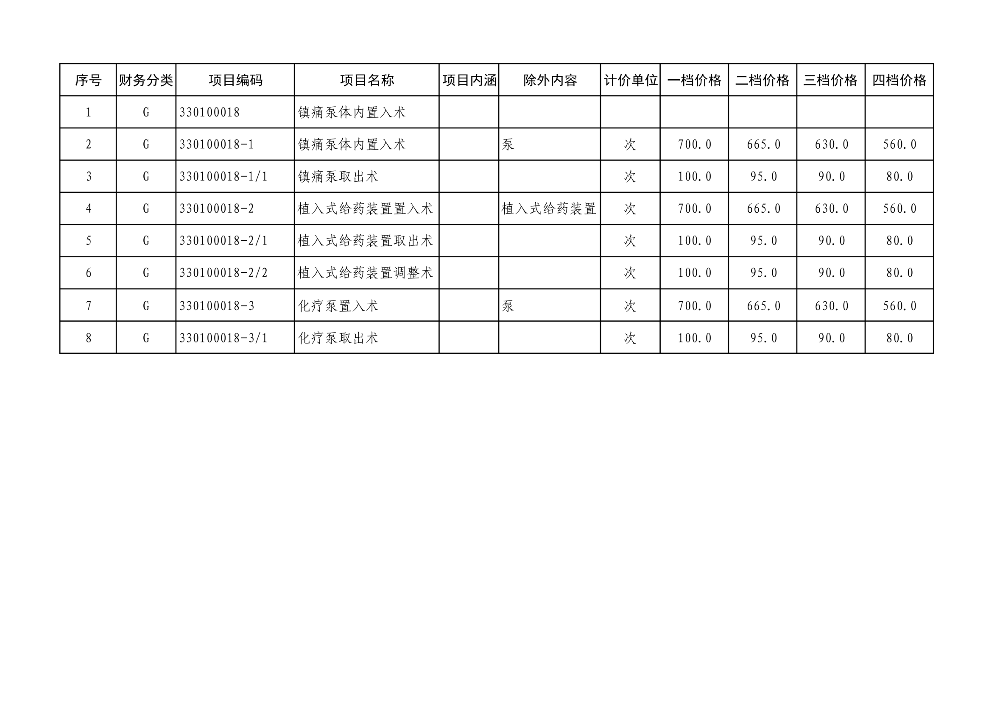 序号 财务分类 项目编码 项目名称 项目内涵 除外内容 计价单位 一档价格 二档价格 三档价格 四档价格
1 G 330100018 镇痛泵体内置入术
2 G 330100018-1 镇痛泵体内置入术 泵 次 700.0 665.0 630.0 560.0
3 G 330100018-1/1 镇痛泵取出术 次 100.0 95.0 90.0 80.0
4 G 330100018-2 植入式给药装置置入术 植入式给药装置 次 700.0 665.0 630.0 560.0
5 G 330100018-2/1 植入式给药装置取出术 次 100.0 95.0 90.0 80.0
6 G 330100018-2/2 植入式给药装置调整术 次 100.0 95.0 90.0 80.0
7 G 330100018-3 化疗泵置入术 泵 次 700.0 665.0 630.0 560.0
8 G 330100018-3/1 化疗泵取出术 次 100.0 95.0 90.0 80.0